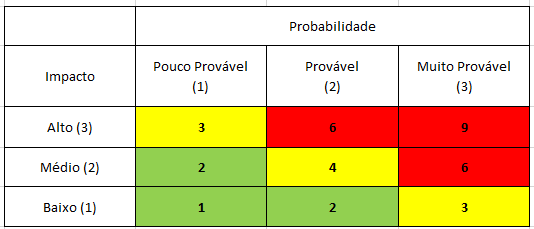 Probabilidade
Impacto
Pouco Provável
(1)
Provável
(2)
Muito Provável
(3)
Alto (3)
3
6
9
Médio (2)
2
4
6
Baixo (1)
1
2
3